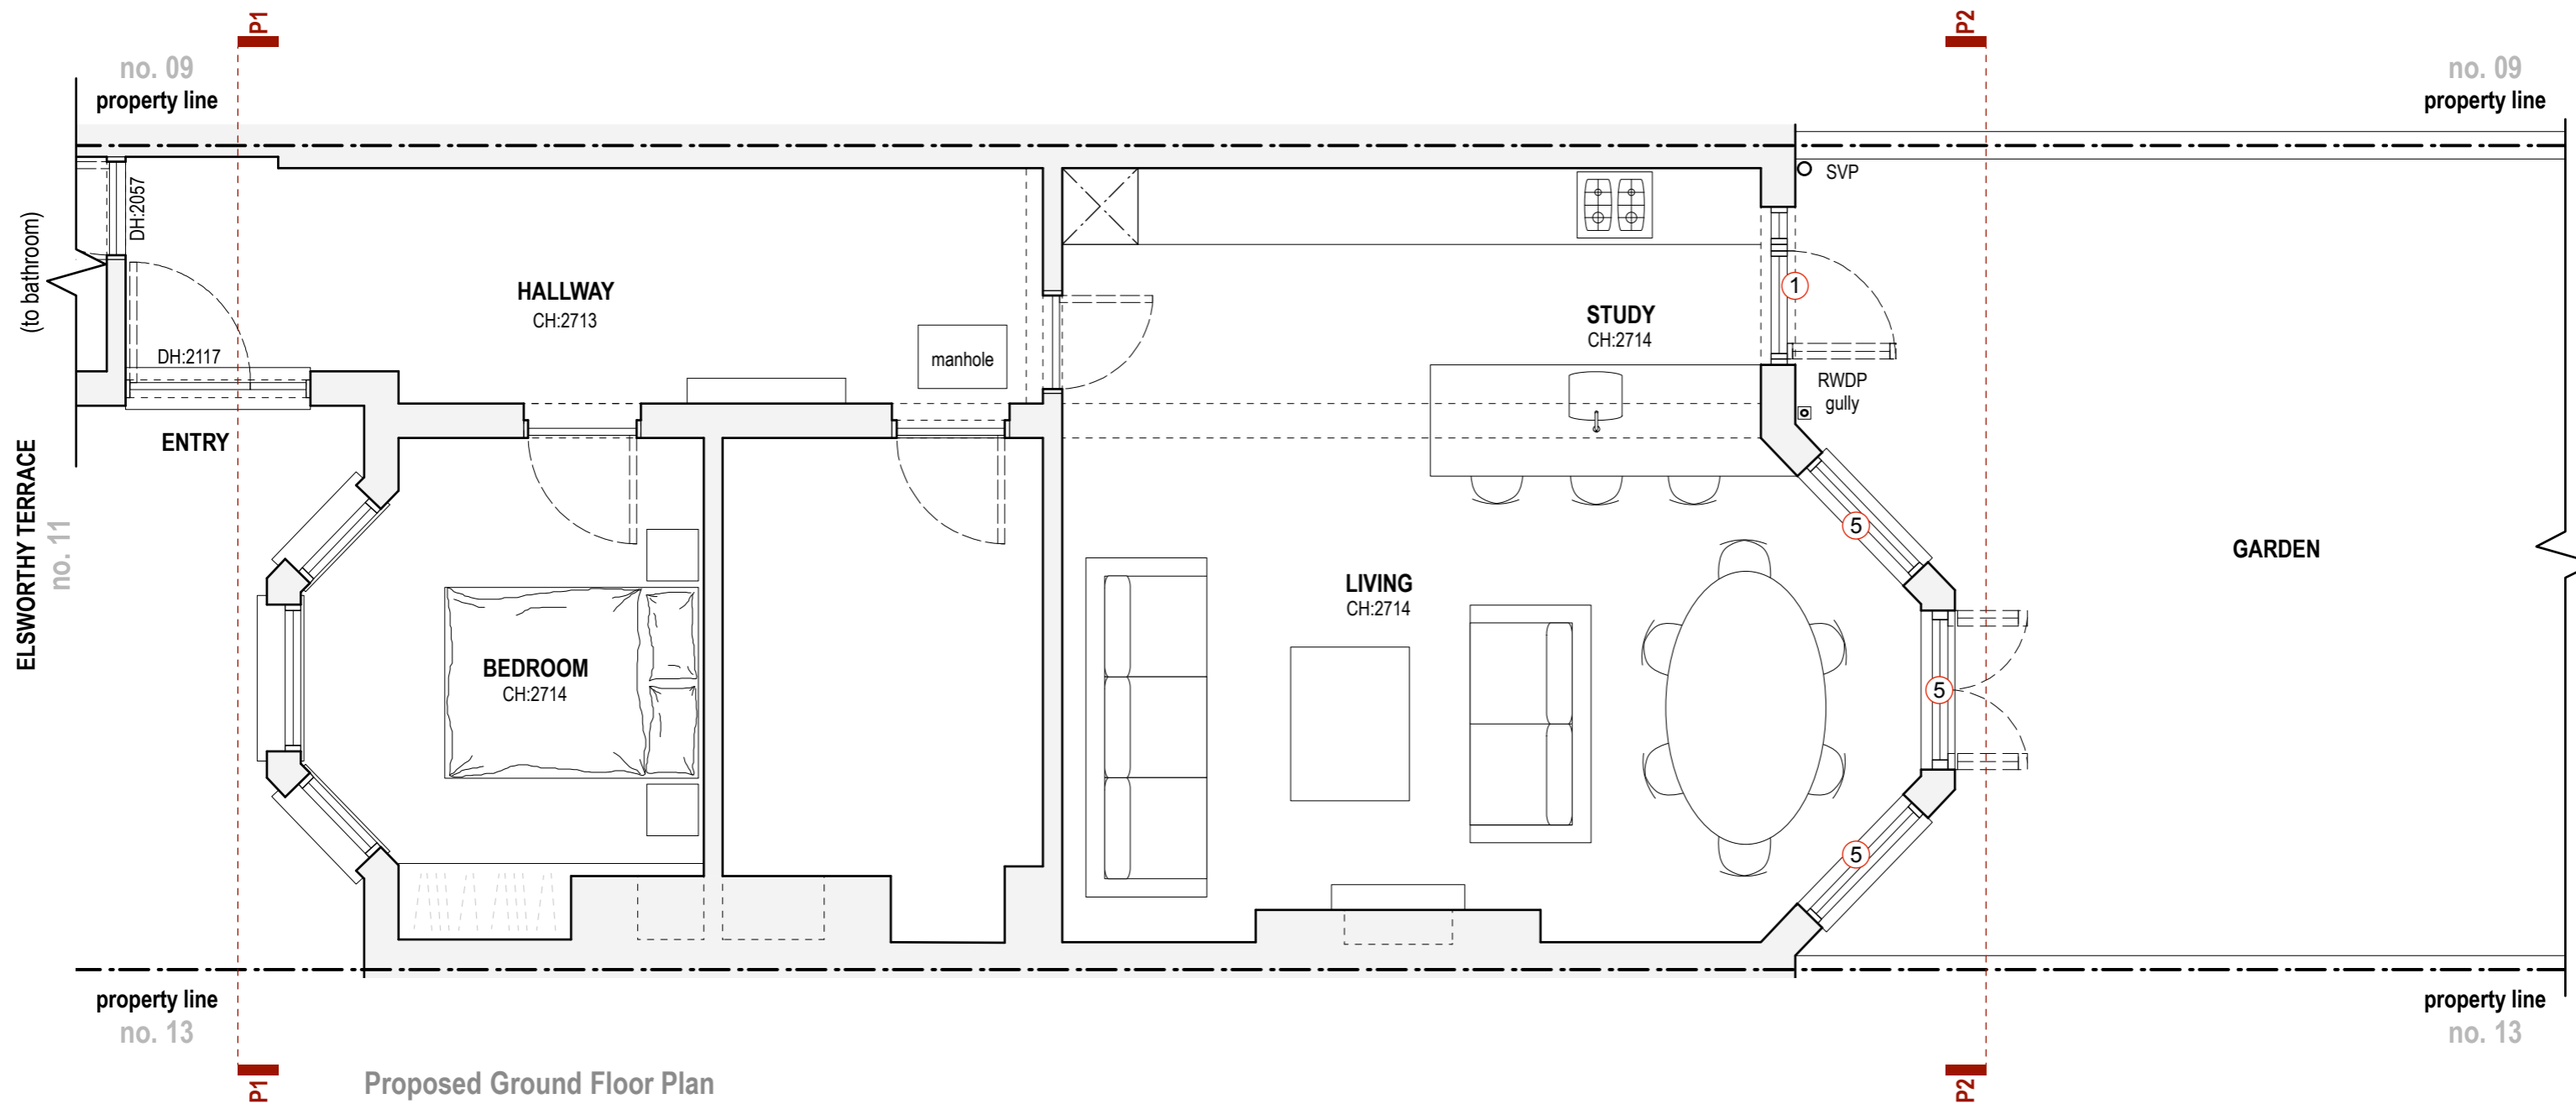 P1
P2
no. 09
property line
no. 09
property line
SVP
DH:2057
(to bathroom)
HALLWAY
CH:2713
1
STUDY
CH:2714
DH:2117
manhole
RWDP
gully
ENTRY
ELSWORTHY TERRACE
no. 11
5
GARDEN
LIVING
CH:2714
BEDROOM
CH:2714
5
5
property line
no. 13
property line
no. 13
P1
Proposed Ground Floor Plan
P2